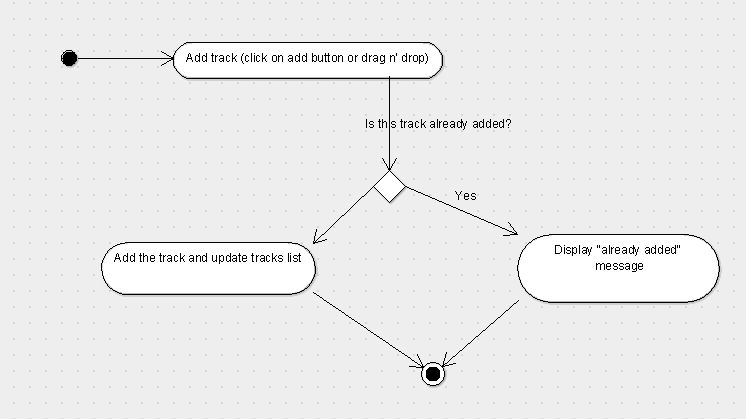 Add track (click on add button or drag n' drop)
Is this track already added?
Yes
Add the track and update tracks list
Display "already added"
message